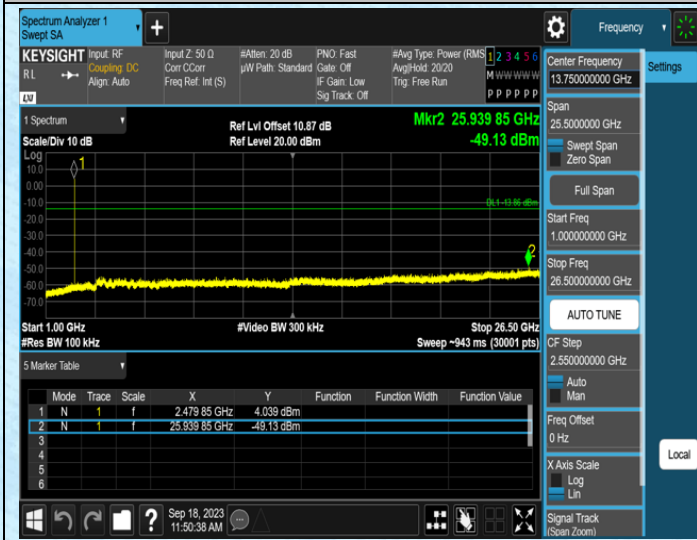 Spectrum Analyzer 1
Swept SA
+
Frequency
KEYSIGHT
RL
LXI
Input: RF
Coupling: DC
Align: Auto
Input Z: 50 Ω
Corr CCorr
Freq Ref: Int (S)
#Atten: 20 dB
µW Path: Standard
PNO: Fast
Gate: Off
IF Gain: Low
Sig Track: Off
#Avg Type: Power (RMS
Avg|Hold: 20/20
Trig: Free Run
1 2 3 4 5 6
M W W W W W
P P P P P P
1 Spectrum
Scale/Div 10 dB
Ref Lvl Offset 10.87 dB
Ref Level 20.00 dBm
Mkr2 25.939 85 GHz
-49.13 dBm
Log
10.0
0.00
-10.0
-20.0
-30.0
-40.0
-50.0
-60.0
-70.0
1
DL1 -13.86 dBm
2
Start 1.00 GHz
#Res BW 100 kHz
#Video BW 300 kHz
Stop 26.50 GHz
Sweep ~943 ms (30001 pts)
5 Marker Table
Mode Trace Scale X Y Function Function Width Function Value
1 N 1 f 2.479 85 GHz 4.039 dBm
2 N 1 f 25.939 85 GHz -49.13 dBm
3
4
5
6
?
Sep 18, 2023
11:50:38 AM
Center Frequency
13.750000000 GHz
Settings
Span
25.5000000 GHz
Swept Span
Zero Span
Full Span
Start Freq
1.000000000 GHz
Stop Freq
26.500000000 GHz
AUTO TUNE
CF Step
2.550000000 GHz
Auto
Man
Freq Offset
0 Hz
X Axis Scale
Log
Lin
Local
Signal Track
(Span Zoom)